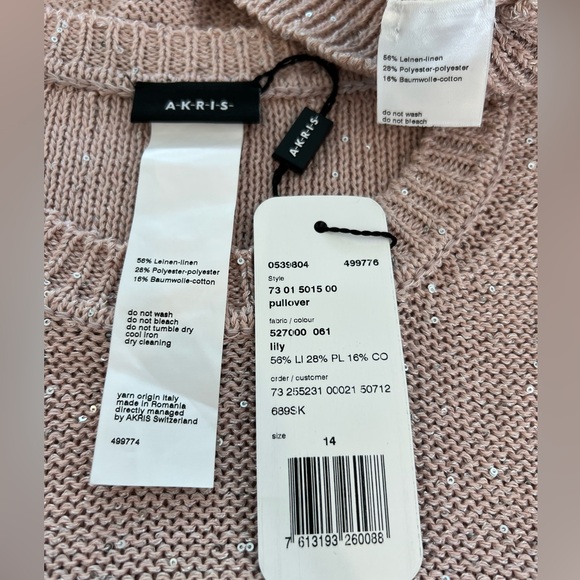 A-K-R-I-S-
56% Leinen-linen
28% Polyester-polyester
16% Baumwolle-cotton
do not wash
do not bleach
do not tumble dry
cool iron
dry cleaning
yarn origin Italy
made in Romania
directly managed
by AKRIS Switzerland
499774
A-K-R-I-S-
56% Leinen-linen
28% Polyester-polyester
16% Baumwolle-cotton
do not wash
do not bleach
0539804 499776
Style
73 01 5015 00
pullover
fabric / colour
527000 061
lily
56% LI 28% PL 16% CO
order / customer
73 255231 00021 50712
689SK
size 14
7 613193 260088